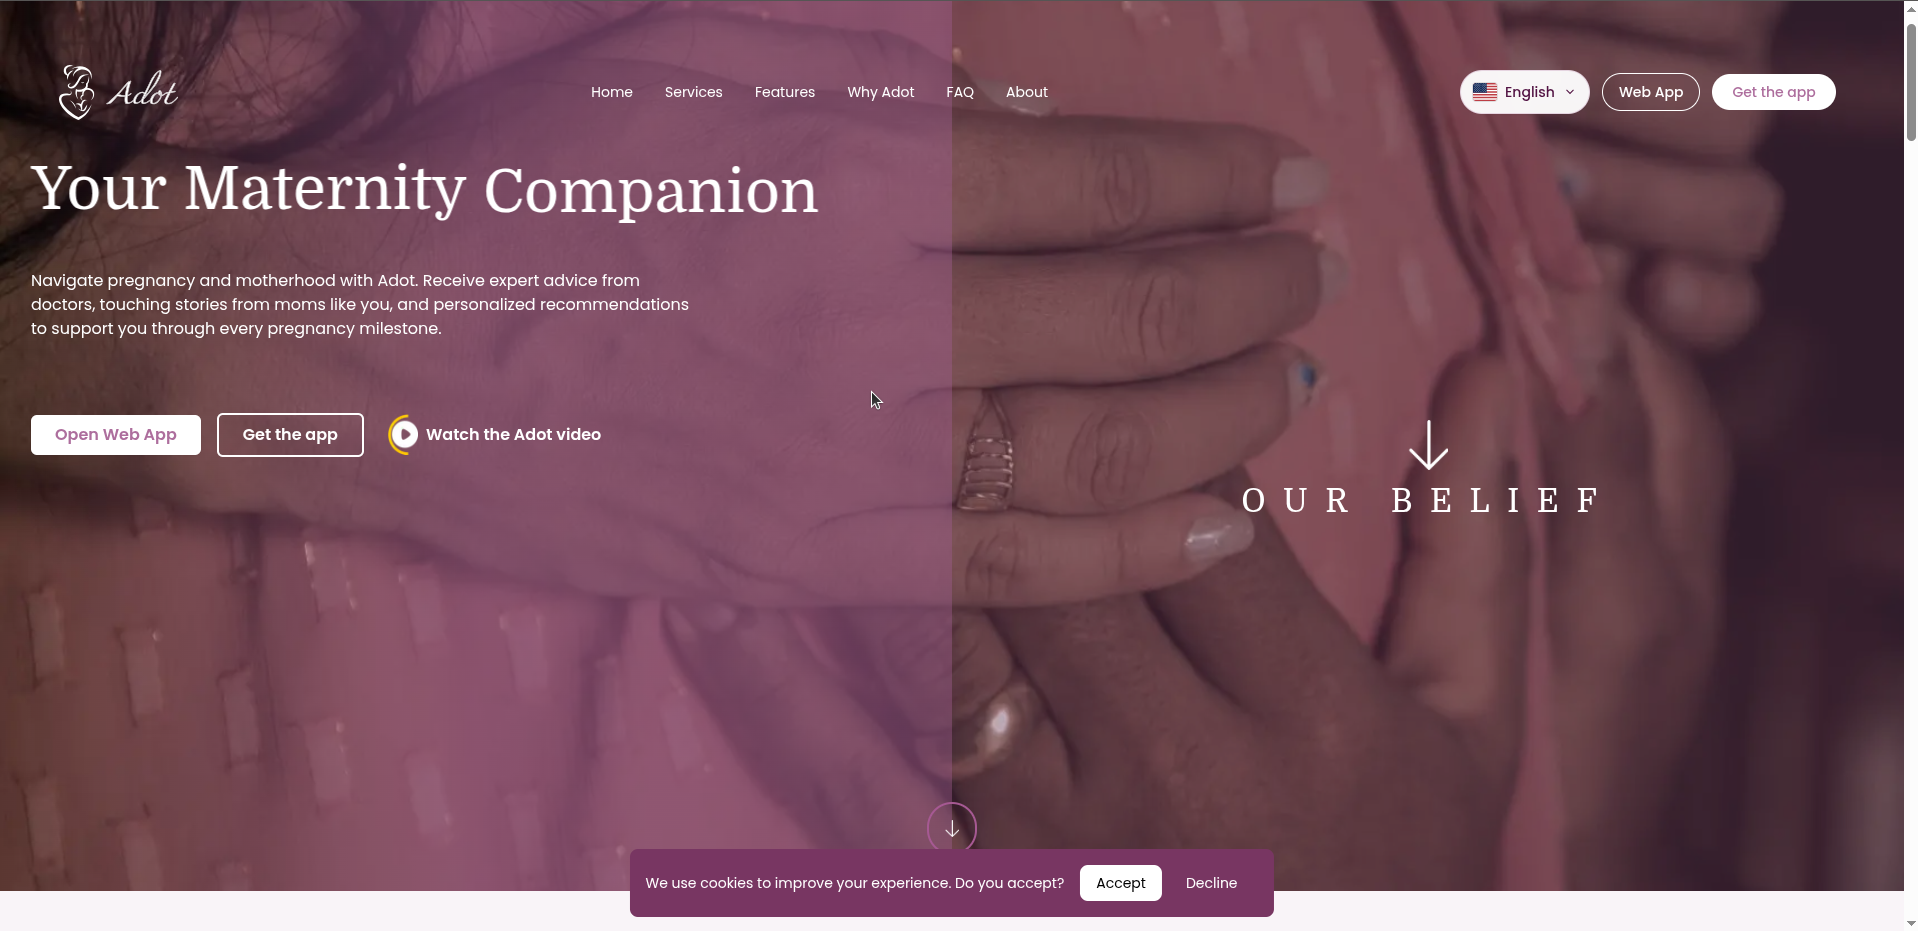 Adot
Home
Services
Features
Why Adot
FAQ
About
English
Web App
Get the app
Your Maternity Companion
Navigate pregnancy and motherhood with Adot. Receive expert advice from
doctors, touching stories from moms like you, and personalized recommendations
to support you through every pregnancy milestone.
Open Web App
Get the app
Watch the Adot video
OUR BELIEF
We use cookies to improve your experience. Do you accept?
Accept
Decline